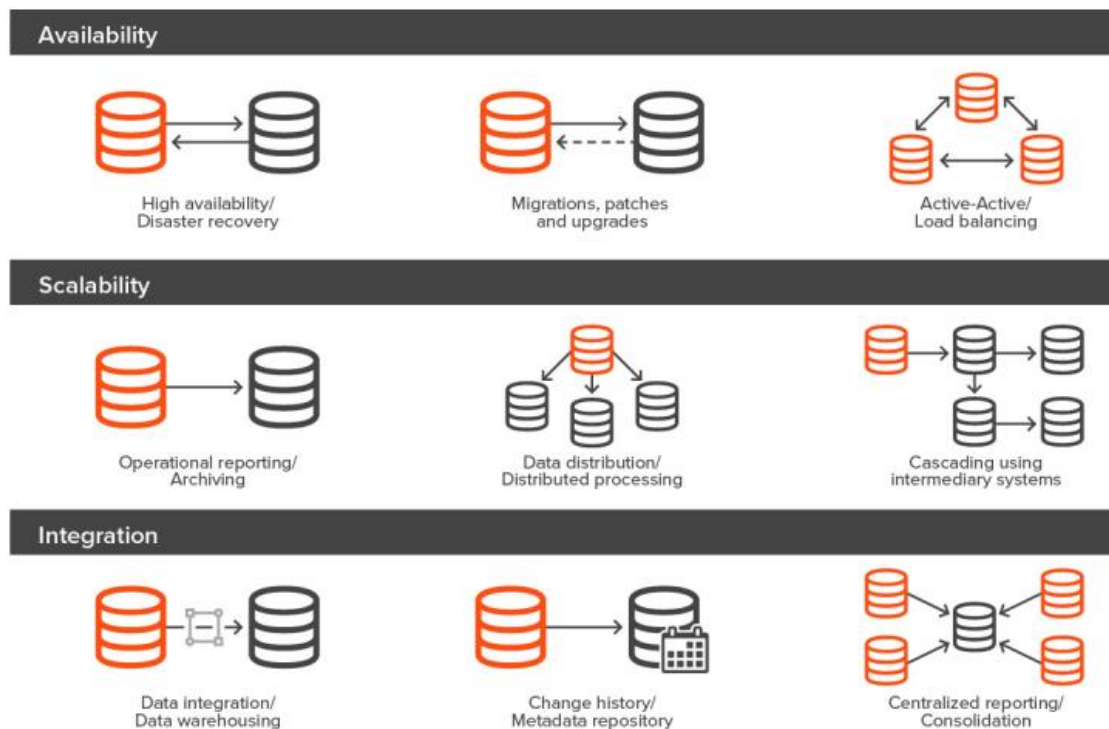 Availability
High availability/
Disaster recovery
Migrations, patches
and upgrades
Active-Active/
Load balancing
Scalability
Operational reporting/
Archiving
Data distribution/
Distributed processing
Cascading using
intermediary systems
Integration
Data integration/
Data warehousing
Change history/
Metadata repository
Centralized reporting/
Consolidation